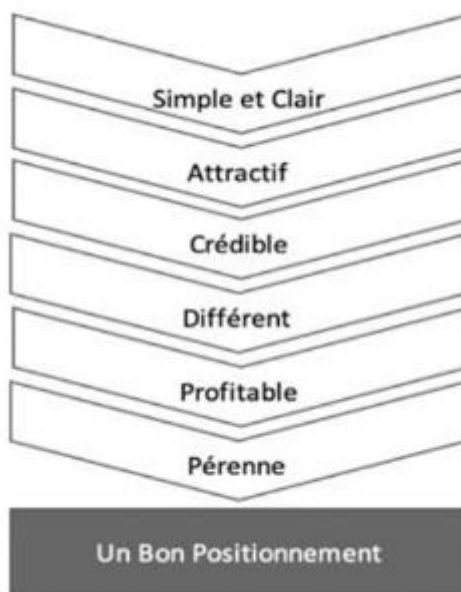 Simple et Clair
Attractif
Crédible
Différent
Profitable
Pérenne
Un Bon Positionnement